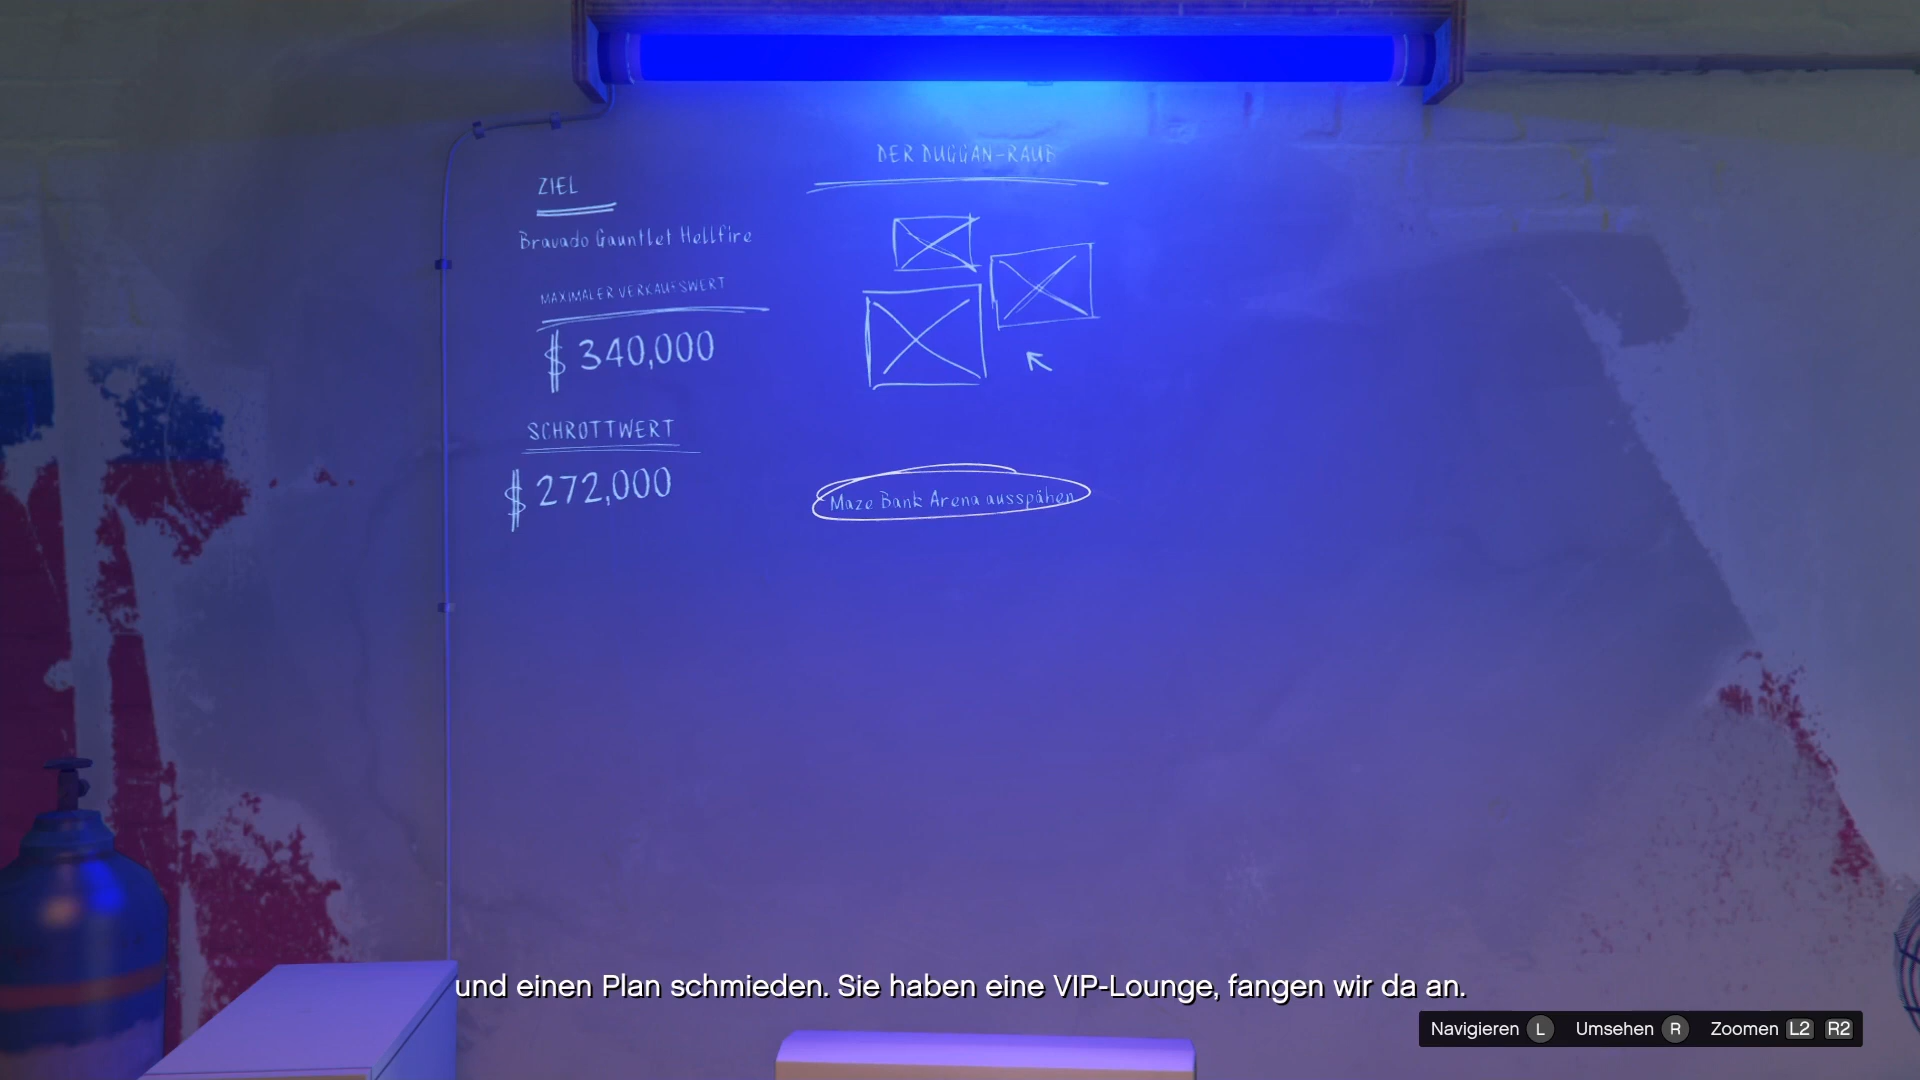 DER DUGGAN-RAUB
ZIEL
Bravado Gauntlet Hellfire
MAXIMALER VERKAUFSWERT
$ 340,000
SCHROTTWERT
$ 272,000
Maze Bank Arena ausspähen
und einen Plan schmieden. Sie haben eine VIP-Lounge, fangen wir da an.
Navigieren L Umsehen R Zoomen L2 R2